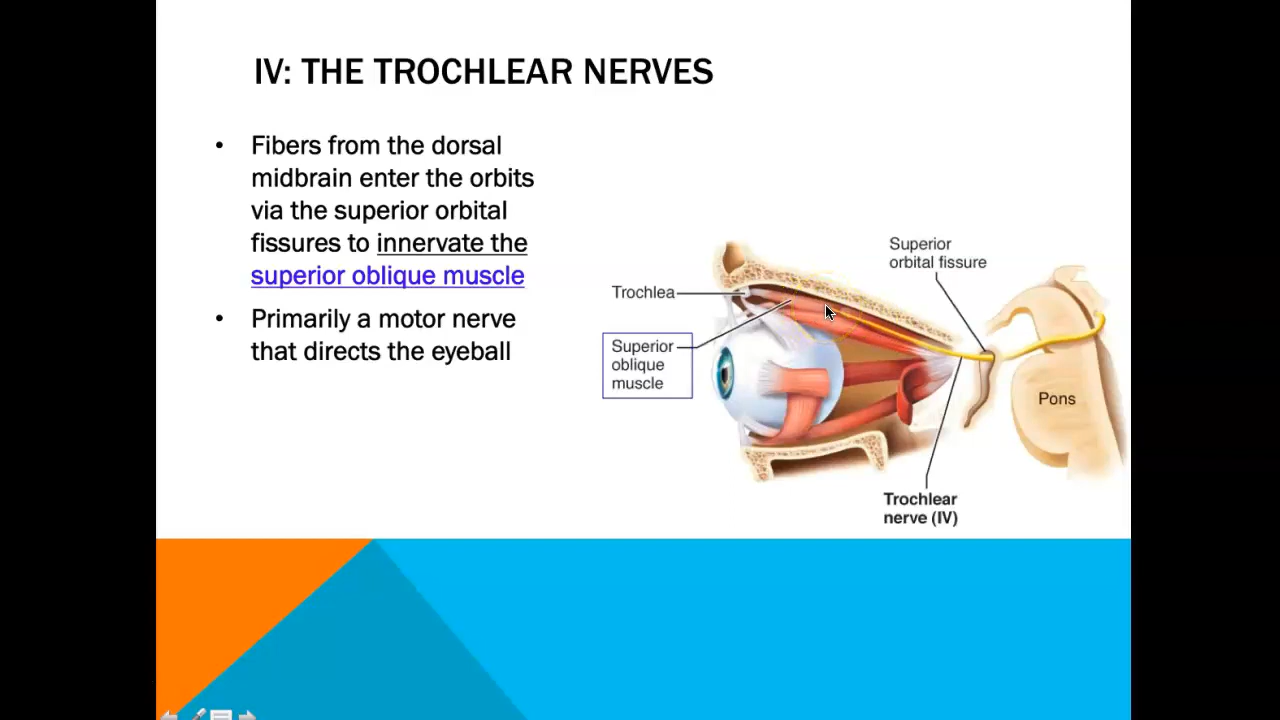 IV: THE TROCHLEAR NERVES
• Fibers from the dorsal
midbrain enter the orbits
via the superior orbital
fissures to innervate the
superior oblique muscle
• Primarily a motor nerve
that directs the eyeball
Superior
orbital fissure
Trochlea
Superior
oblique
muscle
Pons
Trochlear
nerve (IV)